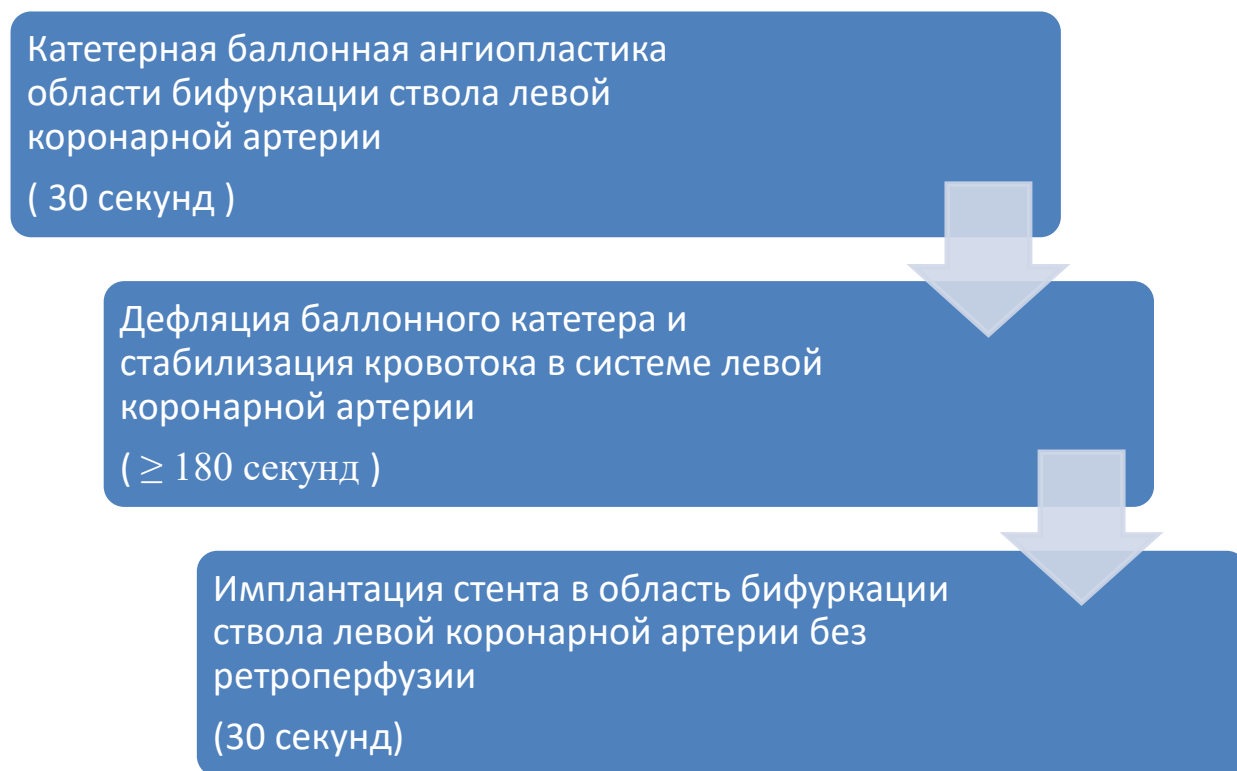 Катетерная баллонная ангиопластика
области бифуркации ствола левой
коронарной артерии
( 30 секунд )
Дефляция баллонного катетера и
стабилизация кровотока в системе левой
коронарной артерии
( ≥ 180 секунд )
Имплантация стента в область бифуркации
ствола левой коронарной артерии без
ретроперфузии
(30 секунд)